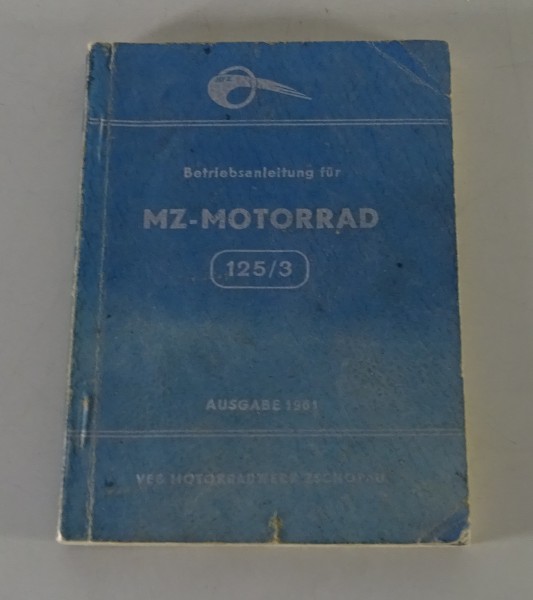 Betriebsanleitung für
MZ-MOTORRAD
125/3
AUSGABE 1961
VEB MOTORRADWERK ZSCHOPAU